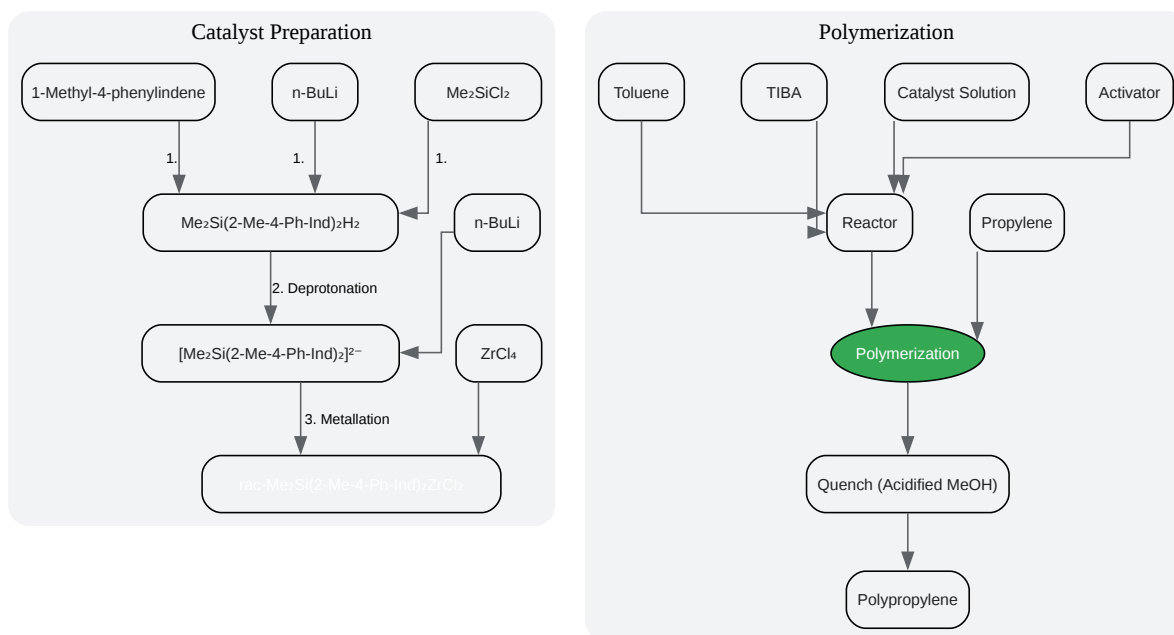 Catalyst Preparation
1-Methyl-4-phenylindene
n-BuLi
Me₂SiCl₂
1.
1.
1.
Me₂Si(2-Me-4-Ph-Ind)₂H₂
n-BuLi
2. Deprotonation
[Me₂Si(2-Me-4-Ph-Ind)₂]²⁻
ZrCl₄
3. Metallation
rac-Me₂Si(2-Me-4-Ph-Ind)₂ZrCl₂
Polymerization
Toluene
TIBA
Catalyst Solution
Activator
Reactor
Propylene
Polymerization
Quench (Acidified MeOH)
Polypropylene